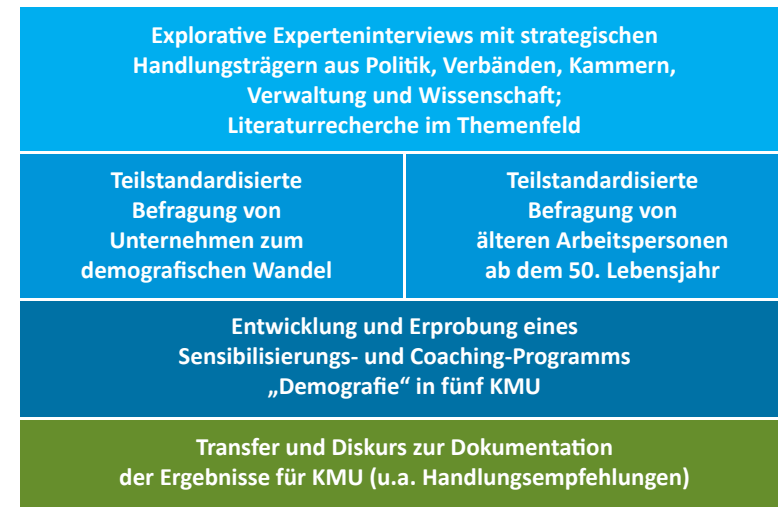 Explorative Experteninterviews mit strategischen
Handlungsträgern aus Politik, Verbänden, Kammern,
Verwaltung und Wissenschaft;
Literaturrecherche im Themenfeld
Teilstandardisierte
Befragung von
Unternehmen zum
demografischen Wandel
Teilstandardisierte
Befragung von
älteren Arbeitspersonen
ab dem 50. Lebensjahr
Entwicklung und Erprobung eines
Sensibilisierungs- und Coaching-Programms
„Demografie“ in fünf KMU
Transfer und Diskurs zur Dokumentation
der Ergebnisse für KMU (u.a. Handlungsempfehlungen)